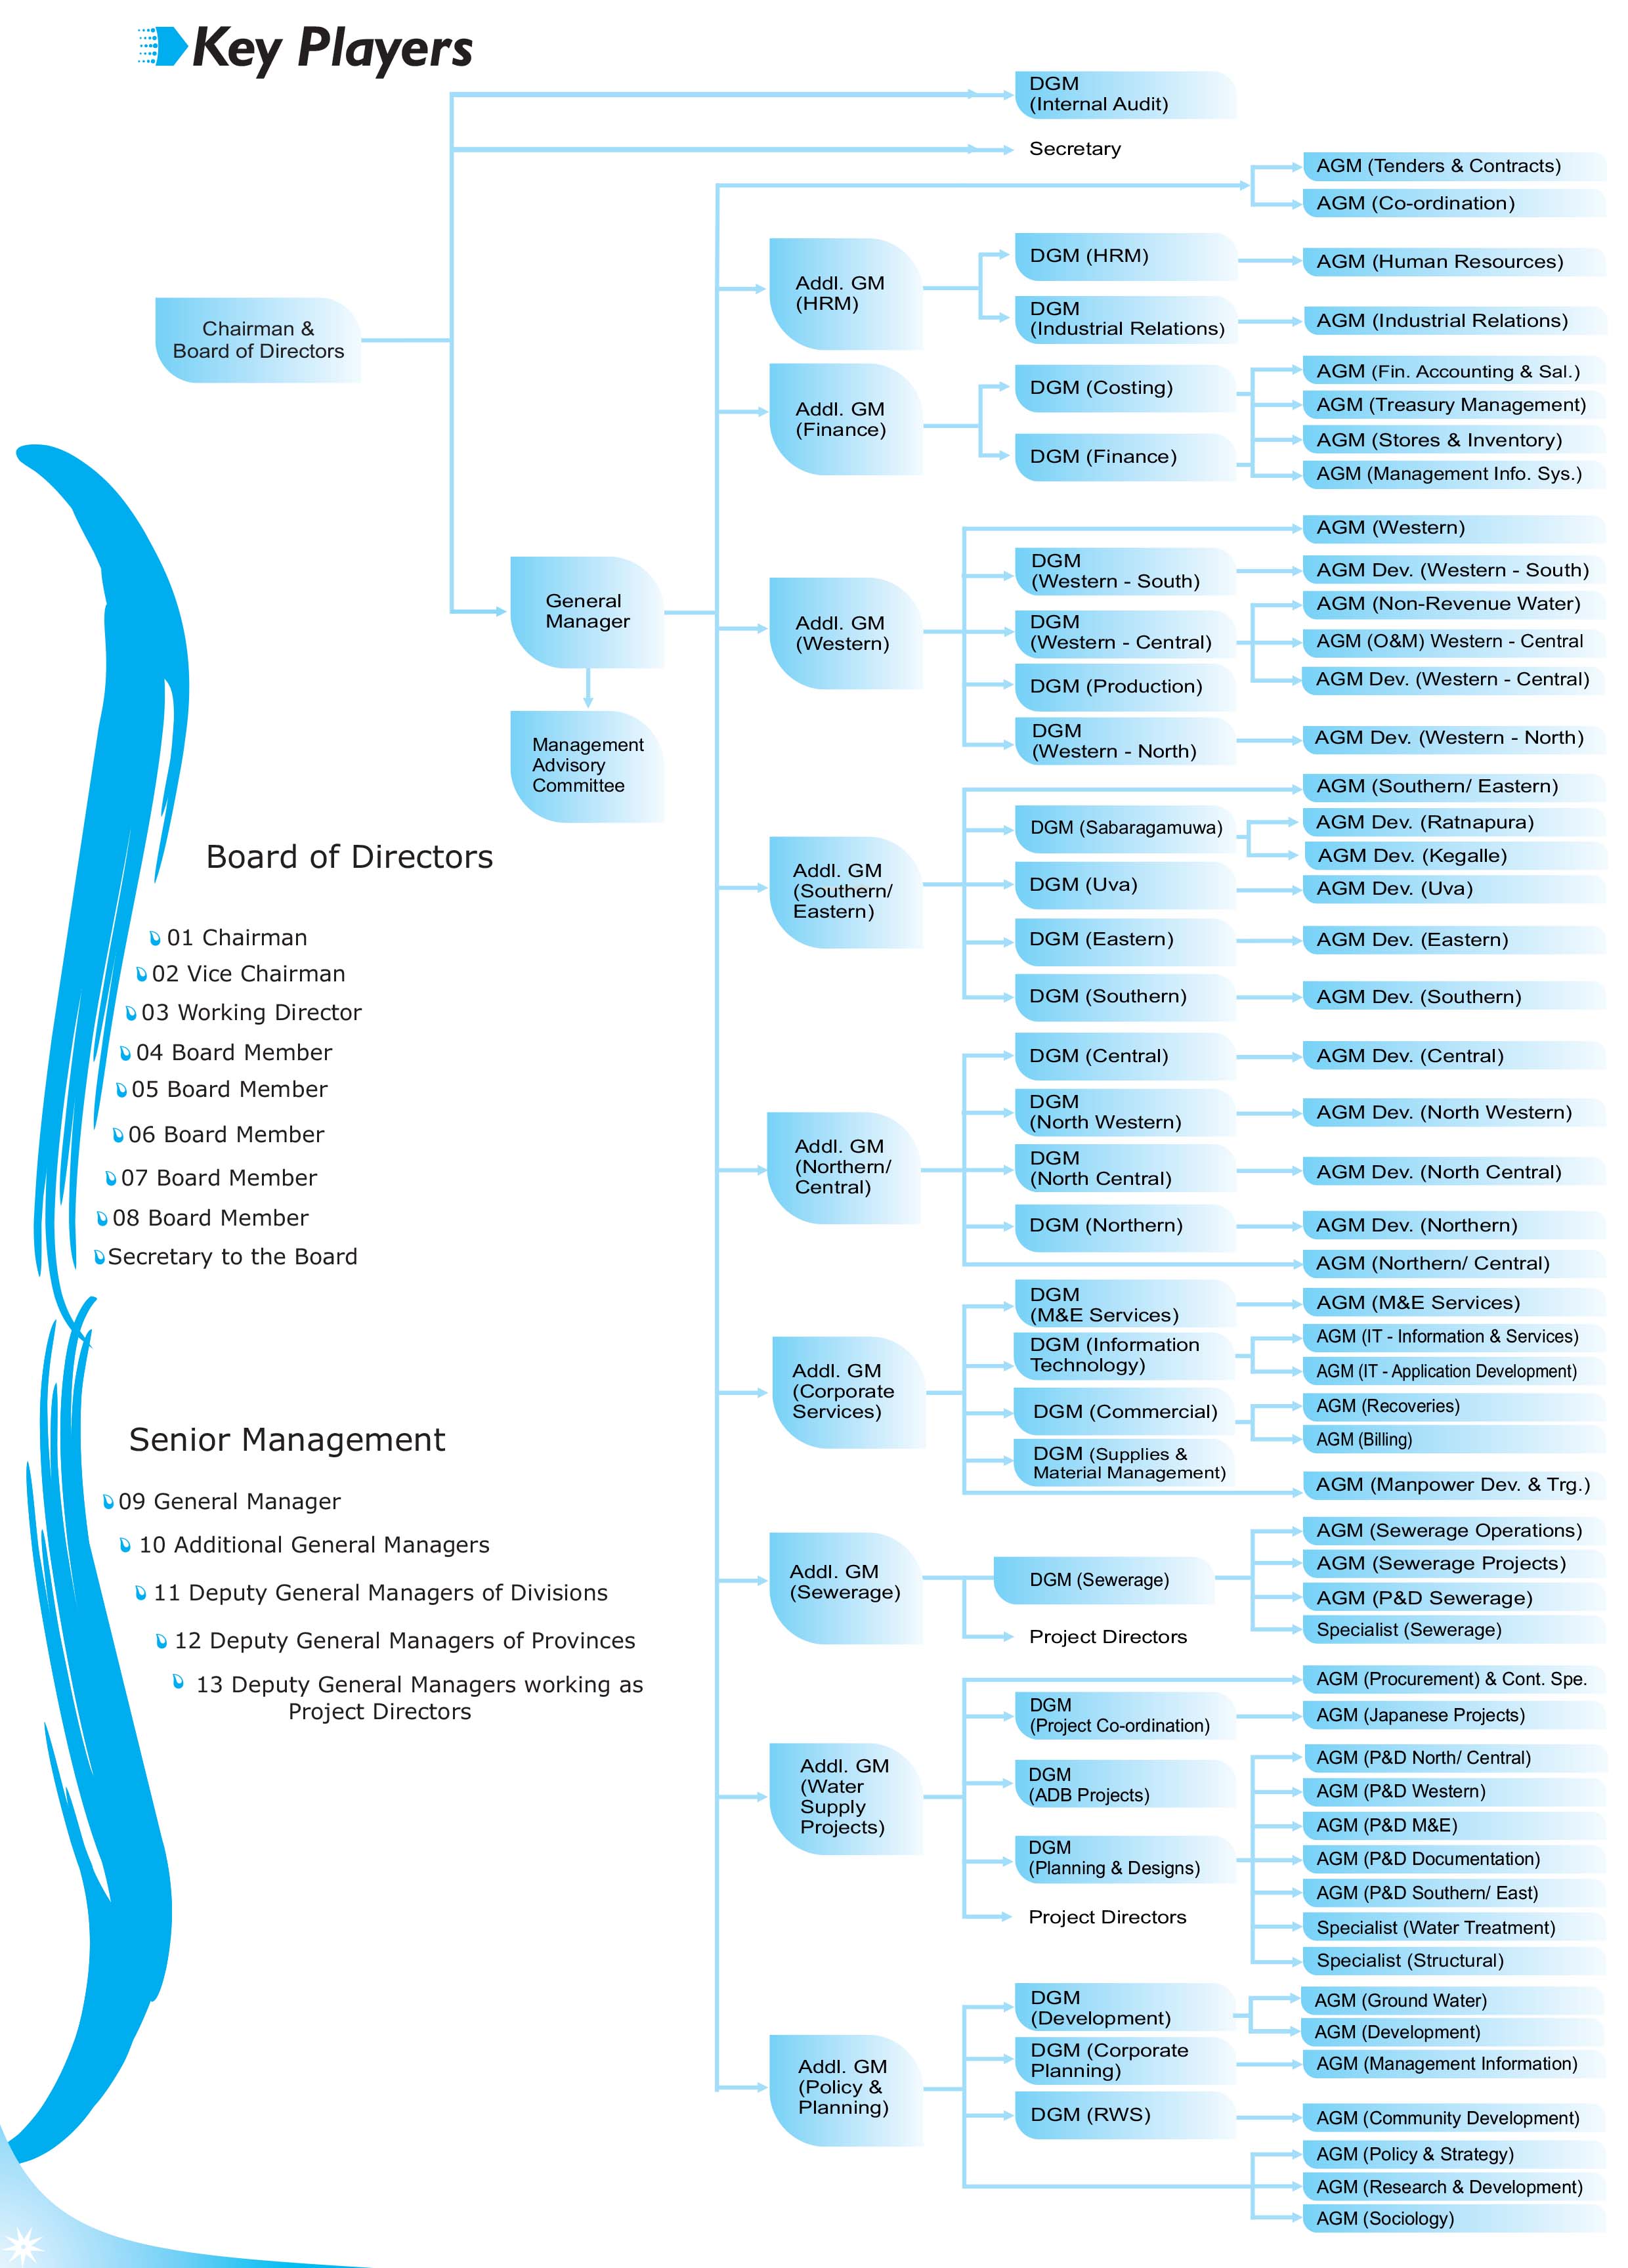 Key Players
DGM
(Internal Audit)
Secretary
AGM (Tenders & Contracts)
AGM (Co-ordination)
Chairman &
Board of Directors
General
Manager
Management
Advisory
Committee
Addl. GM
(HRM)
DGM (HRM)
AGM (Human Resources)
DGM
(Industrial Relations)
AGM (Industrial Relations)
Addl. GM
(Finance)
DGM (Costing)
DGM (Finance)
AGM (Fin. Accounting & Sal.)
AGM (Treasury Management)
AGM (Stores & Inventory)
AGM (Management Info. Sys.)
Addl. GM
(Western)
AGM (Western)
DGM
(Western - South)
AGM Dev. (Western - South)
DGM
(Western - Central)
AGM (Non-Revenue Water)
AGM (O&M) Western - Central
AGM Dev. (Western - Central)
DGM (Production)
DGM
(Western - North)
AGM Dev. (Western - North)
Addl. GM
(Southern/
Eastern)
AGM (Southern/ Eastern)
DGM (Sabaragamuwa)
AGM Dev. (Ratnapura)
AGM Dev. (Kegalle)
DGM (Uva)
AGM Dev. (Uva)
DGM (Eastern)
AGM Dev. (Eastern)
DGM (Southern)
AGM Dev. (Southern)
Addl. GM
(Northern/
Central)
DGM (Central)
AGM Dev. (Central)
DGM
(North Western)
AGM Dev. (North Western)
DGM
(North Central)
AGM Dev. (North Central)
DGM (Northern)
AGM Dev. (Northern)
AGM (Northern/ Central)
Addl. GM
(Corporate
Services)
DGM
(M&E Services)
AGM (M&E Services)
DGM (Information
Technology)
AGM (IT - Information & Services)
AGM (IT - Application Development)
DGM (Commercial)
AGM (Recoveries)
AGM (Billing)
DGM (Supplies &
Material Management)
AGM (Manpower Dev. & Trg.)
Addl. GM
(Sewerage)
DGM (Sewerage)
AGM (Sewerage Operations)
AGM (Sewerage Projects)
AGM (P&D Sewerage)
Specialist (Sewerage)
Project Directors
Addl. GM
(Water
Supply
Projects)
AGM (Procurement) & Cont. Spe.
DGM
(Project Co-ordination)
AGM (Japanese Projects)
DGM
(ADB Projects)
DGM
(Planning & Designs)
AGM (P&D North/ Central)
AGM (P&D Western)
AGM (P&D M&E)
AGM (P&D Documentation)
AGM (P&D Southern/ East)
Specialist (Water Treatment)
Specialist (Structural)
Project Directors
Addl. GM
(Policy &
Planning)
DGM
(Development)
AGM (Ground Water)
AGM (Development)
DGM (Corporate
Planning)
AGM (Management Information)
DGM (RWS)
AGM (Community Development)
AGM (Policy & Strategy)
AGM (Research & Development)
AGM (Sociology)
Board of Directors
01 Chairman
02 Vice Chairman
03 Working Director
04 Board Member
05 Board Member
06 Board Member
07 Board Member
08 Board Member
Secretary to the Board
Senior Management
09 General Manager
10 Additional General Managers
11 Deputy General Managers of Divisions
12 Deputy General Managers of Provinces
13 Deputy General Managers working as
Project Directors